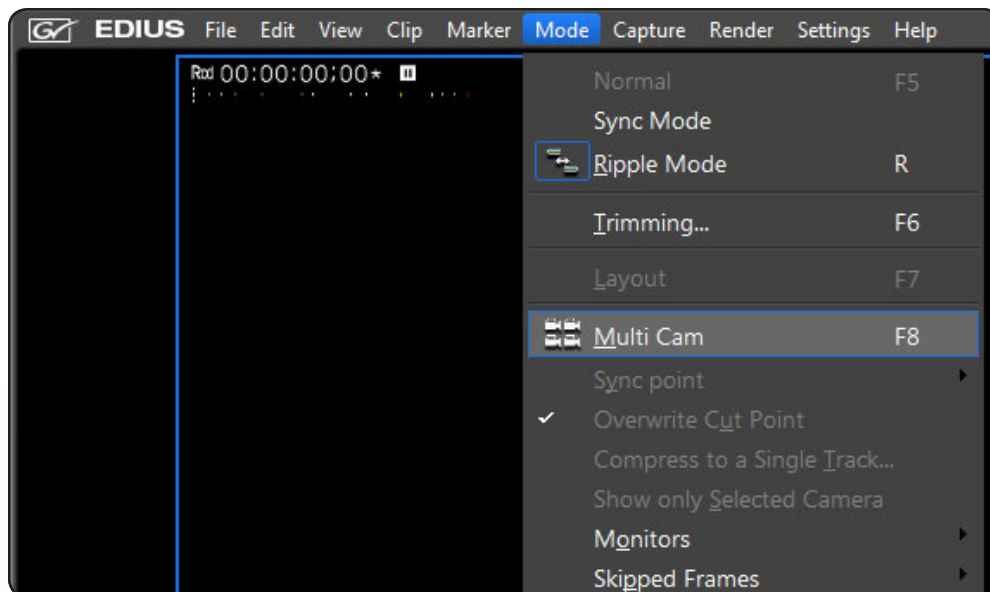 GV EDIUS File Edit View Clip Marker Mode Capture Render Settings Help
Rcd 00:00:00;00*
Normal F5
Sync Mode
Ripple Mode R
Trimming... F6
Layout F7
Multi Cam F8
Sync point
Overwrite Cut Point
Compress to a Single Track...
Show only Selected Camera
Monitors
Skipped Frames